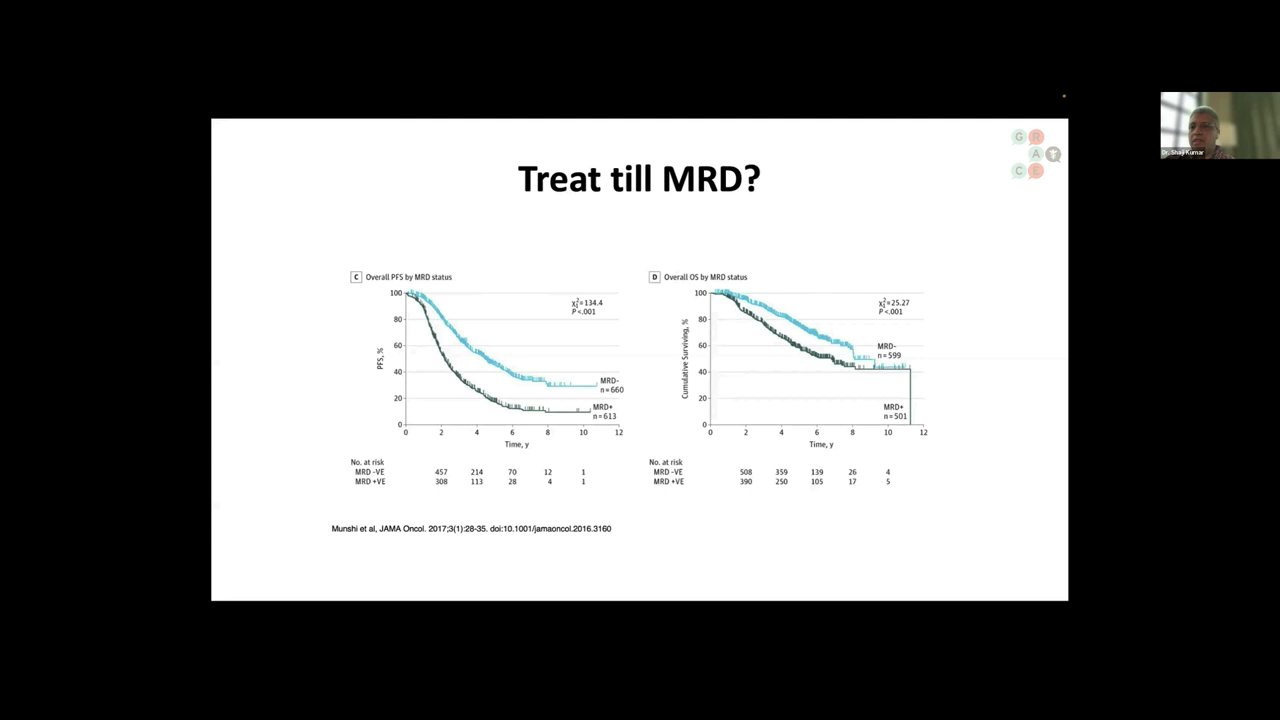 G R
A
C E
Dr. Shaji Kumar
Treat till MRD?
C Overall PFS by MRD status
100
80
60
40
20
0
PFS, %
χ²₁=134.4
P <.001
MRD-
n=660
MRD+
n=613
0 2 4 6 8 10 12
Time, y
No. at risk
MRD -VE 457 214 70 12 1
MRD +VE 308 113 28 4 1
D Overall OS by MRD status
100
80
60
40
20
0
Cumulative Surviving, %
χ²₁=25.27
P <.001
MRD-
n=599
MRD+
n=501
0 2 4 6 8 10 12
Time, y
No. at risk
MRD -VE 508 359 139 26 4
MRD +VE 390 250 105 17 5
Munshi et al, JAMA Oncol. 2017;3(1):28-35. doi:10.1001/jamaoncol.2016.3160